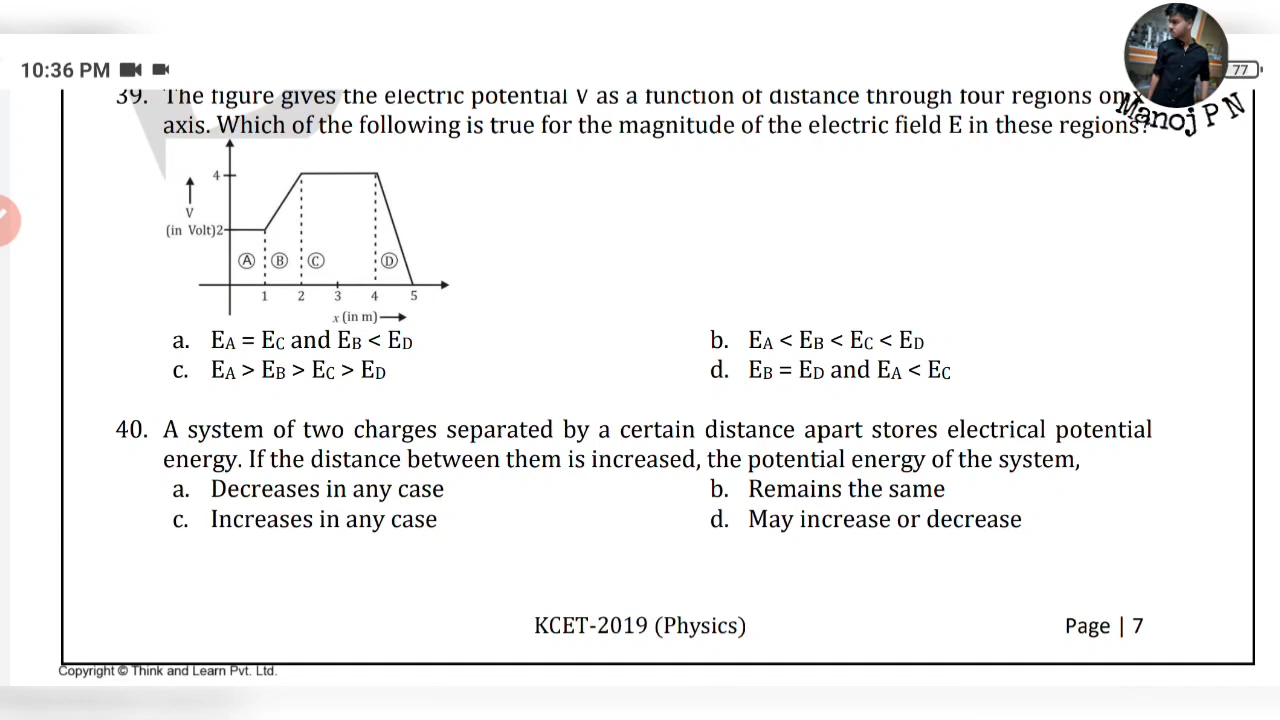 10:36 PM
77
Manoj P N
39. The figure gives the electric potential V as a function of distance through four regions on
axis. Which of the following is true for the magnitude of the electric field E in these regions?
4
V
(in Volt)2
A B C D
1 2 3 4 5
x (in m)
a. EA = EC and EB < ED
b. EA < EB < EC < ED
c. EA > EB > EC > ED
d. EB = ED and EA < EC
40. A system of two charges separated by a certain distance apart stores electrical potential
energy. If the distance between them is increased, the potential energy of the system,
a. Decreases in any case
b. Remains the same
c. Increases in any case
d. May increase or decrease
KCET-2019 (Physics)
Page | 7
Copyright © Think and Learn Pvt. Ltd.